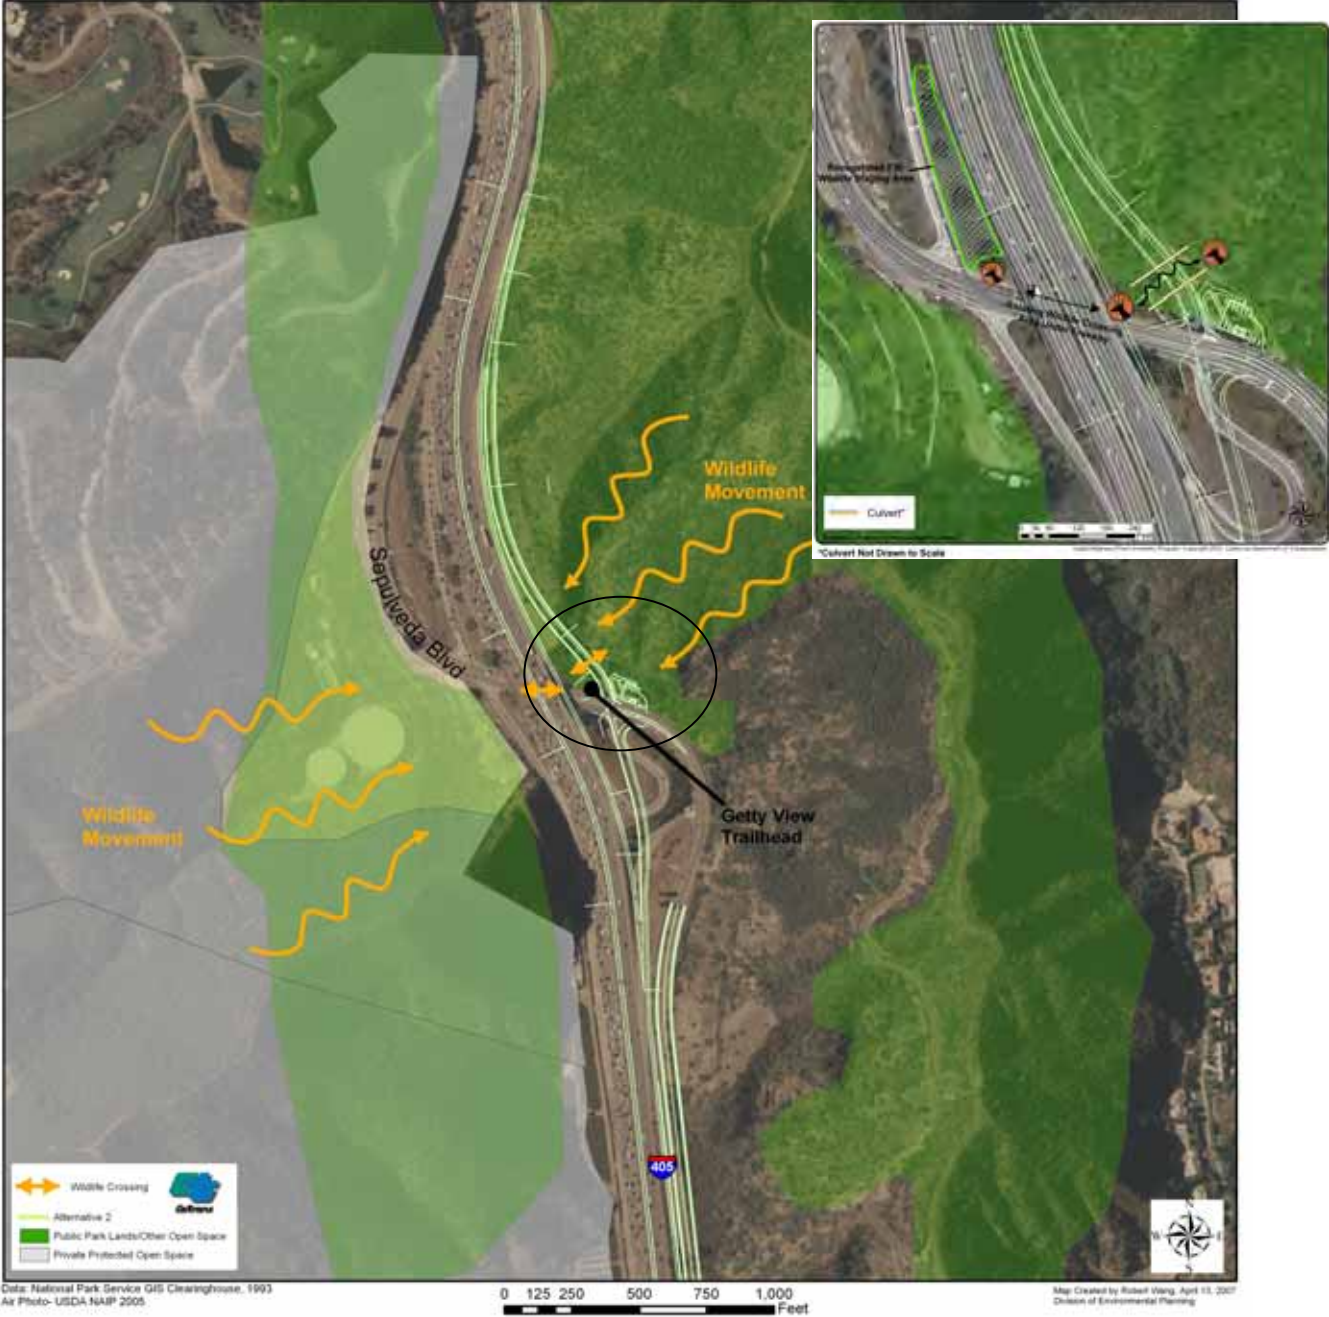 Wildlife
Movement
Culvert*
*Culvert Not Drawn to Scale
Sepulveda Blvd
Wildlife
Movement
Getty View
Trailhead
405
Wildlife Crossing
Caltrans
Alternative 2
Public Park Lands/Other Open Space
Private Protected Open Space
Data: National Park Service GIS Clearinghouse, 1993
Air Photo- USDA NAIP 2005
0 125 250 500 750 1,000
Feet
Map Created by Robert Wang, April 13, 2007
Division of Environmental Planning